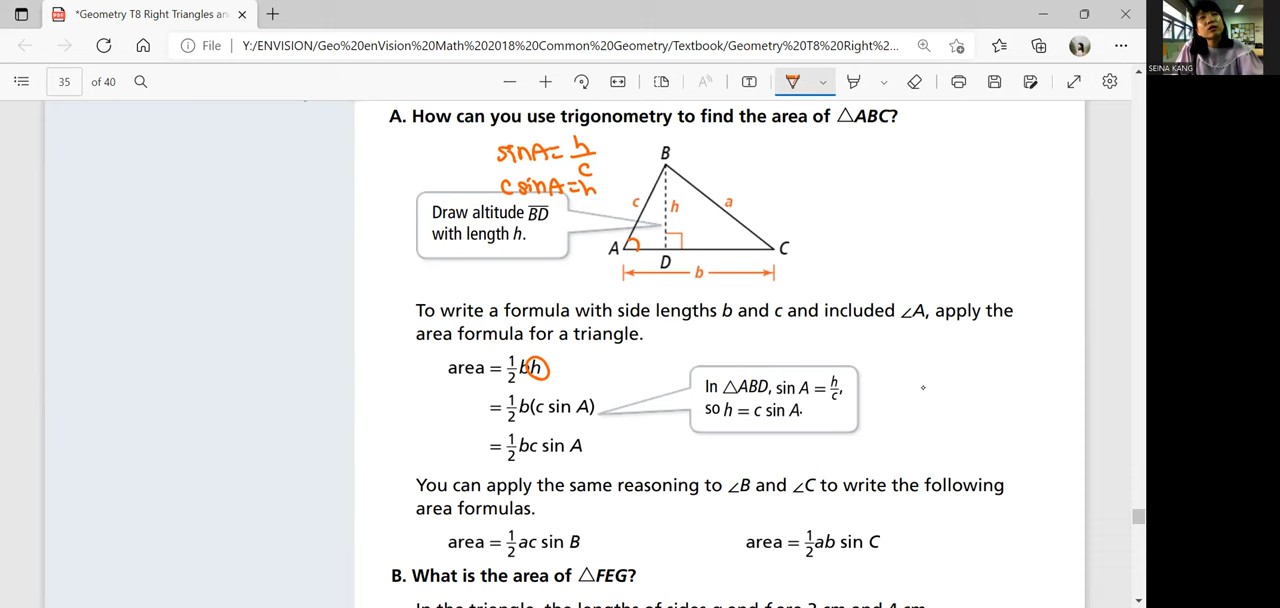 *Geometry T8 Right Triangles an
File
Y:/ENVISION/Geo%20enVision%20Math%202018%20Common%20Geometry/Textbook/Geometry%20T8%20Right%2...
SEINA KANG
35 of 40
A. How can you use trigonometry to find the area of △ABC?
sinA = h/c
c sinA = h
B
c
h
a
Draw altitude BD
with length h.
A
D
C
b
To write a formula with side lengths b and c and included ∠A, apply the
area formula for a triangle.
area = 1/2 bh
= 1/2 b(c sin A)
In △ABD, sin A = h/c,
so h = c sin A.
= 1/2 bc sin A
You can apply the same reasoning to ∠B and ∠C to write the following
area formulas.
area = 1/2 ac sin B
area = 1/2 ab sin C
B. What is the area of △FEG?